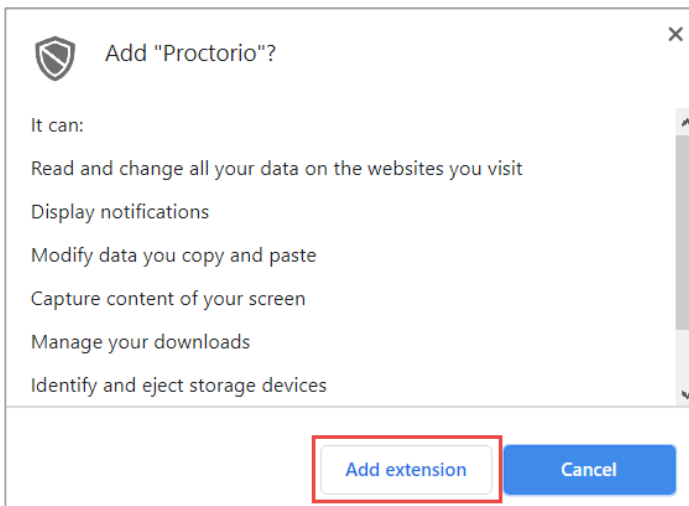 Add "Proctorio"?
It can:
Read and change all your data on the websites you visit
Display notifications
Modify data you copy and paste
Capture content of your screen
Manage your downloads
Identify and eject storage devices
Add extension
Cancel